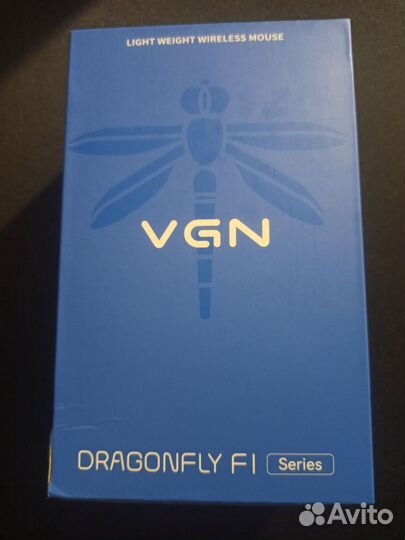 LIGHT WEIGHT WIRELESS MOUSE
VGN
DRAGONFLY F1 Series
Avito